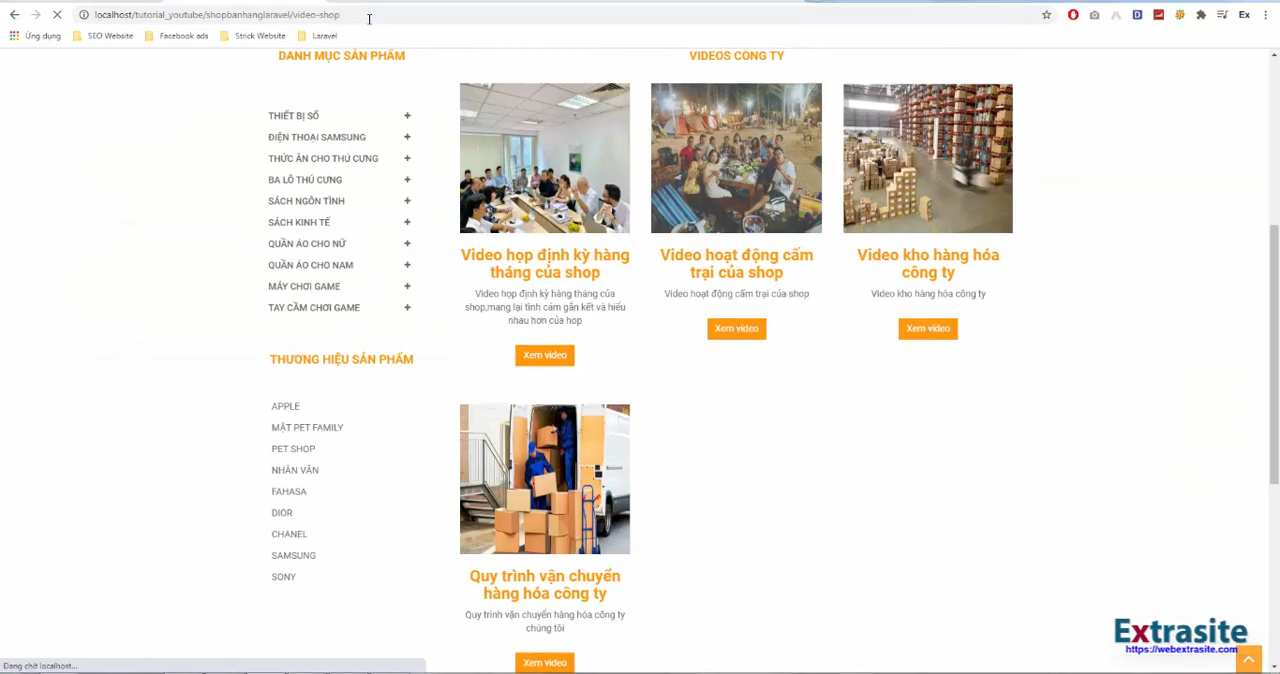 localhost/tutorial_youtube/shopbanhanglaravel/video-shop
Ex
Ứng dụng
SEO Website
Facebook ads
Strick Website
Laravel
DANH MỤC SẢN PHẨM
THIẾT BỊ SỐ
ĐIỆN THOẠI SAMSUNG
THỨC ĂN CHO THÚ CƯNG
BA LÔ THÚ CƯNG
SÁCH NGÔN TÌNH
SÁCH KINH TẾ
QUẦN ÁO CHO NỮ
QUẦN ÁO CHO NAM
MÁY CHƠI GAME
TAY CẦM CHƠI GAME
THƯƠNG HIỆU SẢN PHẨM
APPLE
MẬT PET FAMILY
PET SHOP
NHÂN VĂN
FAHASA
DIOR
CHANEL
SAMSUNG
SONY
VIDEOS CÔNG TY
Video họp định kỳ hàng
tháng của shop
Video họp định kỳ hàng tháng của
shop,mang lại tình cảm gắn kết và hiểu
nhau hơn của hop
Xem video
Video hoạt động cắm
trại của shop
Video hoạt động cắm trại của shop
Xem video
Video kho hàng hóa
công ty
Video kho hàng hóa công ty
Xem video
Quy trình vận chuyển
hàng hóa công ty
Quy trình vận chuyển hàng hóa công ty
chúng tôi
Xem video
Extrasite
https://webextrasite.com
Đang chờ localhost...